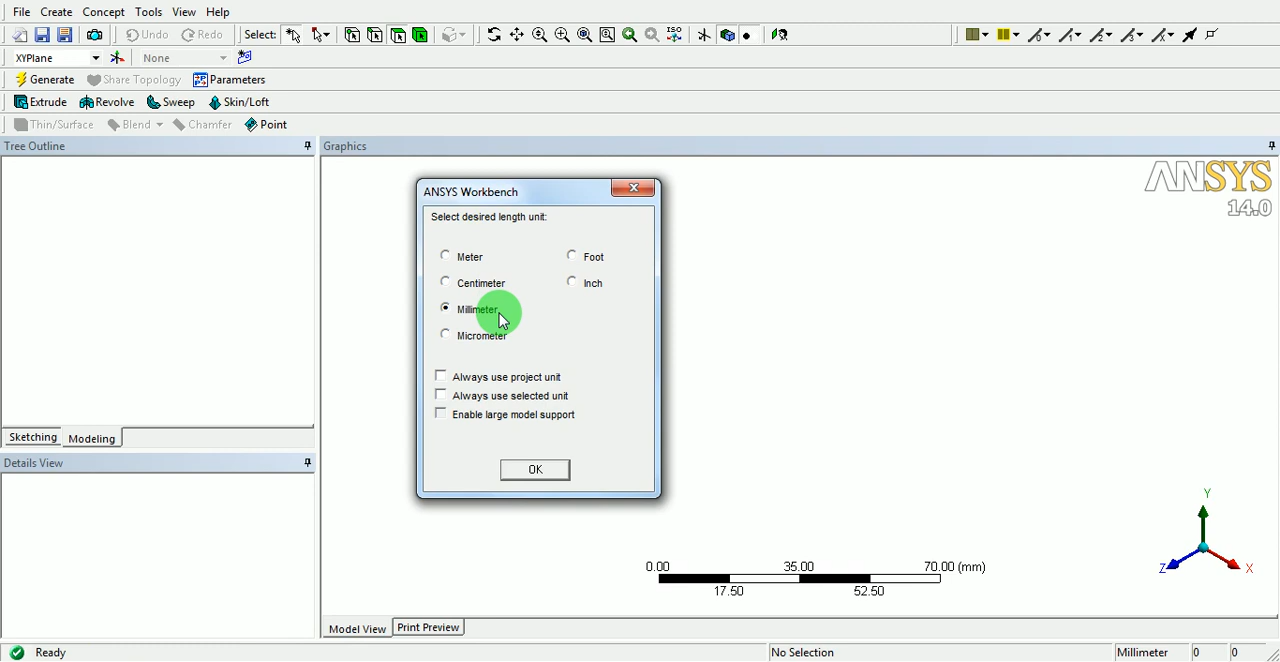 File Create Concept Tools View Help
Undo Redo Select: ISO
XYPlane None
Generate Share Topology Parameters
Extrude Revolve Sweep Skin/Loft
Thin/Surface Blend Chamfer Point
Tree Outline
Graphics
ANSYS
14.0
ANSYS Workbench
Select desired length unit:
Meter Foot
Centimeter Inch
Millimeter
Micrometer
Always use project unit
Always use selected unit
Enable large model support
OK
Sketching Modeling
Details View
0.00 35.00 70.00 (mm)
17.50 52.50
Y
Z X
Model View Print Preview
Ready No Selection Millimeter 0 0